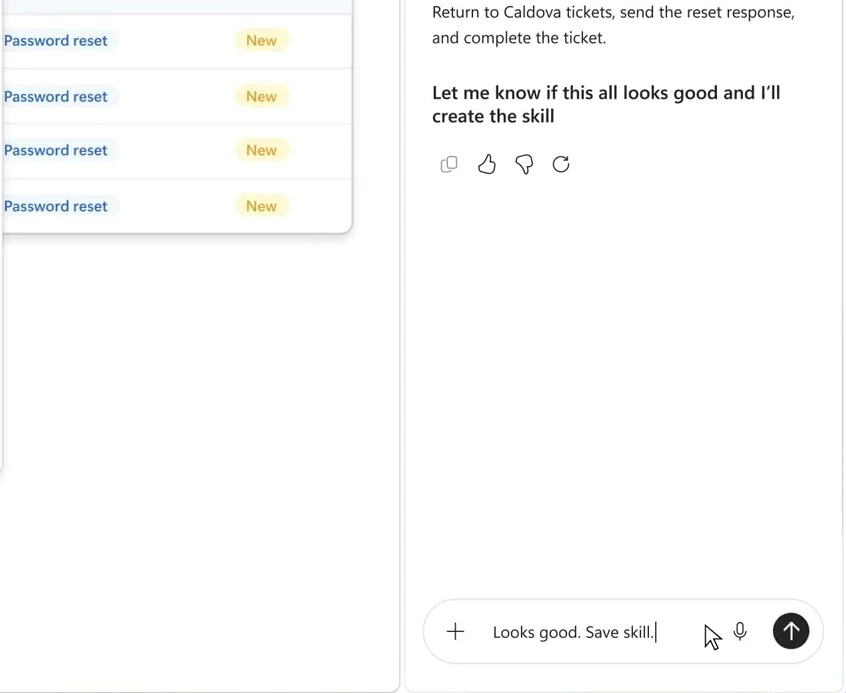 Password reset New
Password reset New
Password reset New
Password reset New
Return to Caldova tickets, send the reset response,
and complete the ticket.
Let me know if this all looks good and I’ll
create the skill
Looks good. Save skill.